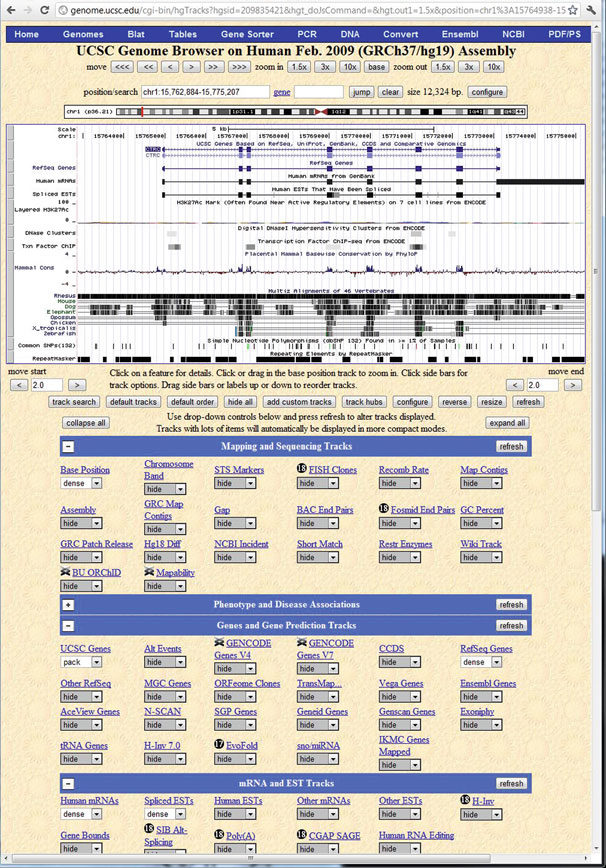 genome.ucsc.edu/cgi-bin/hgTracks?hgsid=209835421&hgt_doJsCommand=&hgt.out1=1.5x&position=chr1%3A15764938-15
Home Genomes Blat Tables Gene Sorter PCR DNA Convert Ensembl NCBI PDF/PS
UCSC Genome Browser on Human Feb. 2009 (GRCh37/hg19) Assembly
move <<< << < > >> >>> zoom in 1.5x 3x 10x base zoom out 1.5x 3x 10x
position/search chr1:15,762,884-15,775,207 gene jump clear size 12,324 bp. configure
chr1 (p36.21)
Scale 5 kb
chr1: 15764000 15765000 15766000 15767000 15768000 15769000 15770000 15771000 15772000 15773000 15774000 15775000
UCSC Genes Based on RefSeq, UniProt, GenBank, CCDS and Comparative Genomics
CTRC
CTRC
RefSeq Genes
RefSeq Genes
Human mRNAs from GenBank
Human mRNAs
Human ESTs That Have Been Spliced
Spliced ESTs
100 _ H3K27Ac Mark (Often Found Near Active Regulatory Elements) on 7 cell lines from ENCODE
Layered H3K27Ac
0 _
Digital DNaseI Hypersensitivity Clusters from ENCODE
DNase Clusters
Transcription Factor ChIP-seq from ENCODE
Txn Factor ChIP
4 _ Placental Mammal Basewise Conservation by PhyloP
Mammal Cons
-4 _
Multiz Alignments of 46 Vertebrates
Rhesus
Mouse
Dog
Elephant
Opossum
Chicken
X_tropicalis
Zebrafish
Simple Nucleotide Polymorphisms (dbSNP 132) Found in >= 1% of Samples
Common SNPs(132)
Repeating Elements by RepeatMasker
RepeatMasker
move start Click on a feature for details. Click or drag in the base position track to zoom in. Click side bars for move end
< 2.0 > track options. Drag side bars or labels up or down to reorder tracks. < 2.0 >
track search default tracks default order hide all add custom tracks track hubs configure reverse resize refresh
collapse all Use drop-down controls below and press refresh to alter tracks displayed. expand all
Tracks with lots of items will automatically be displayed in more compact modes.
- Mapping and Sequencing Tracks refresh
Base Position Chromosome Band STS Markers 18 FISH Clones Recomb Rate Map Contigs
dense hide hide hide hide hide
Assembly GRC Map Contigs Gap BAC End Pairs 18 Fosmid End Pairs GC Percent
hide hide hide hide hide hide
GRC Patch Release Hg18 Diff NCBI Incident Short Match Restr Enzymes Wiki Track
hide hide hide hide hide hide
BU ORChID Mapability
hide hide
+ Phenotype and Disease Associations refresh
- Genes and Gene Prediction Tracks refresh
UCSC Genes Alt Events GENCODE Genes V4 GENCODE Genes V7 CCDS RefSeq Genes
pack hide hide hide hide dense
Other RefSeq MGC Genes ORFeome Clones TransMap... Vega Genes Ensembl Genes
hide hide hide hide hide hide
AceView Genes N-SCAN SGP Genes Geneid Genes Genscan Genes Exoniphy
hide hide hide hide hide hide
tRNA Genes H-Inv 7.0 17 EvoFold sno/miRNA IKMC Genes Mapped
hide hide hide hide hide
- mRNA and EST Tracks refresh
Human mRNAs Spliced ESTs Human ESTs Other mRNAs Other ESTs 18 H-Inv
dense dense hide hide hide hide
Gene Bounds 18 SIB Alt-Splicing 18 Poly(A) 18 CGAP SAGE Human RNA Editing
hide hide hide hide